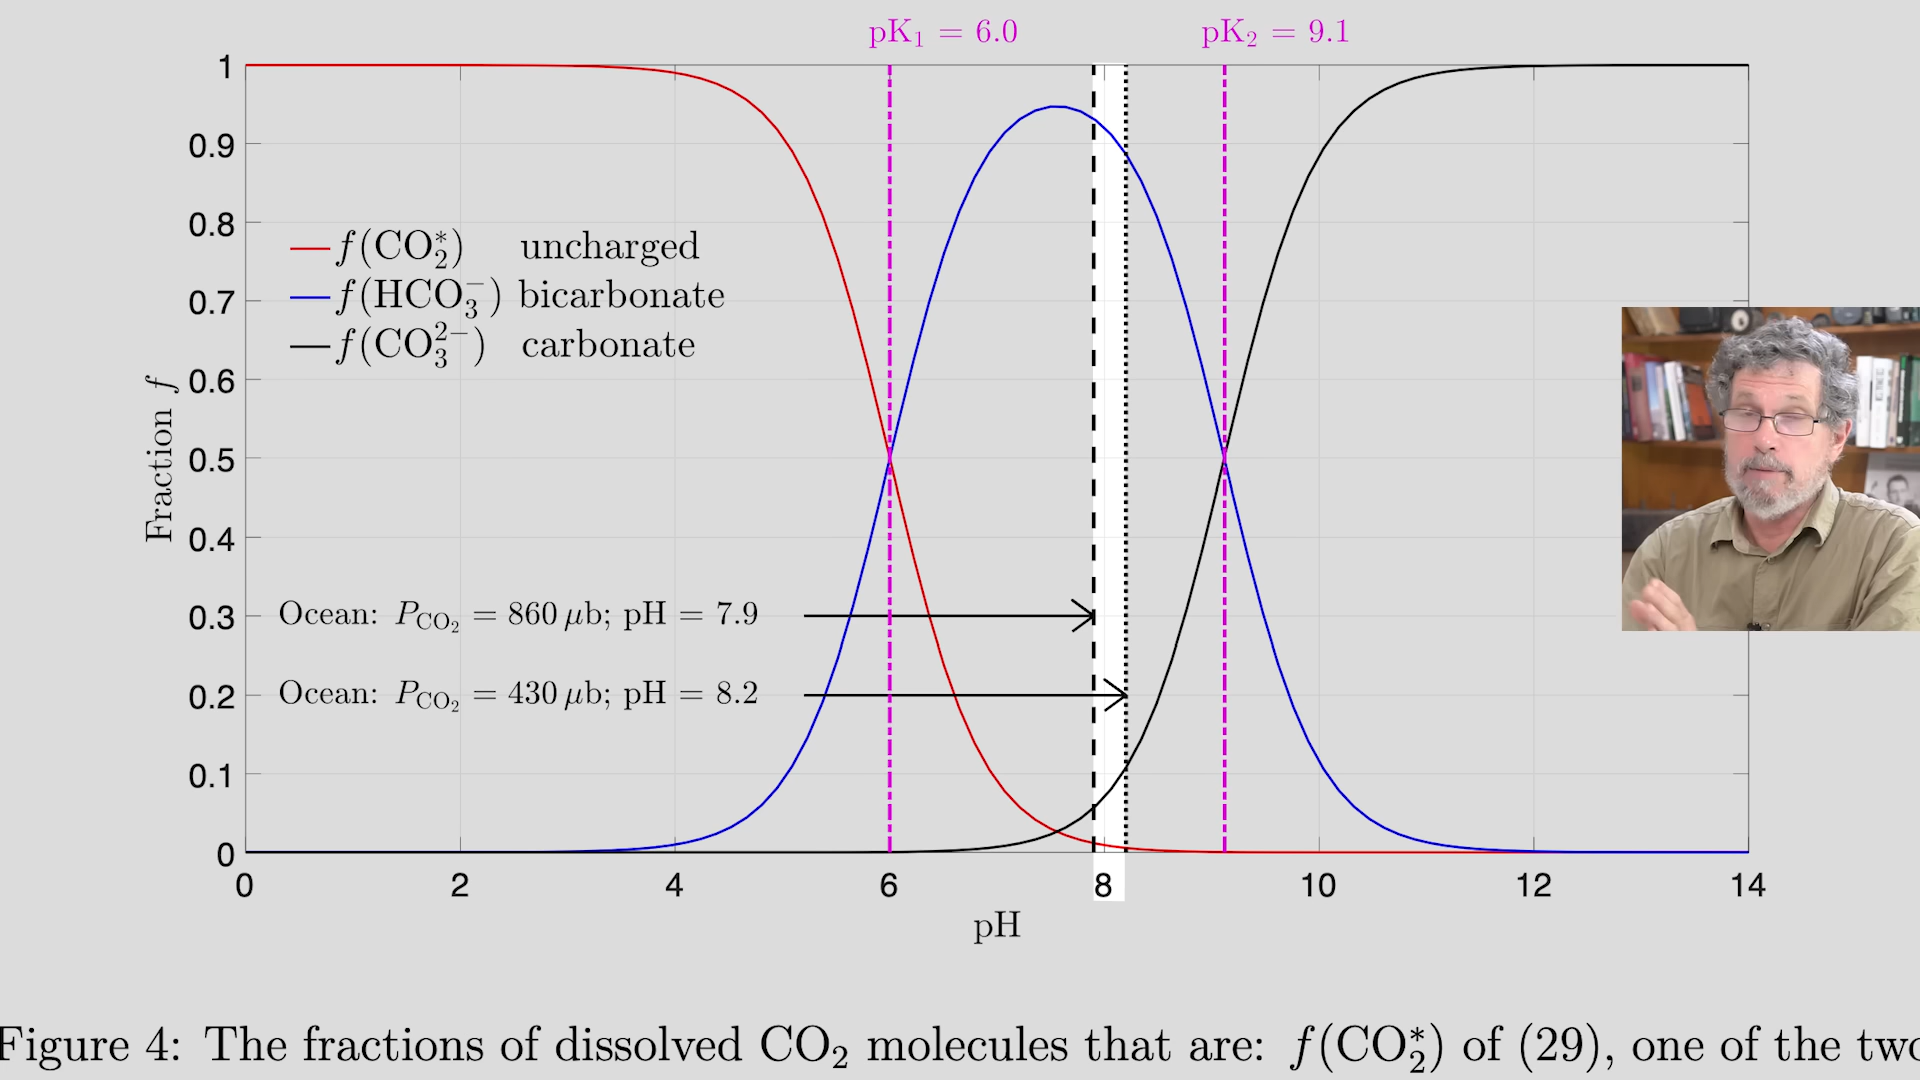 pK₁ = 6.0
pK₂ = 9.1
1
0.9
0.8
0.7
0.6
0.5
0.4
0.3
0.2
0.1
0
Fraction f
f(CO₂*) uncharged
f(HCO₃⁻) bicarbonate
f(CO₃²⁻) carbonate
Ocean: P_CO₂ = 860 μb; pH = 7.9
Ocean: P_CO₂ = 430 μb; pH = 8.2
0 2 4 6 8 10 12 14
pH
Figure 4: The fractions of dissolved CO₂ molecules that are: f(CO₂*) of (29), one of the two